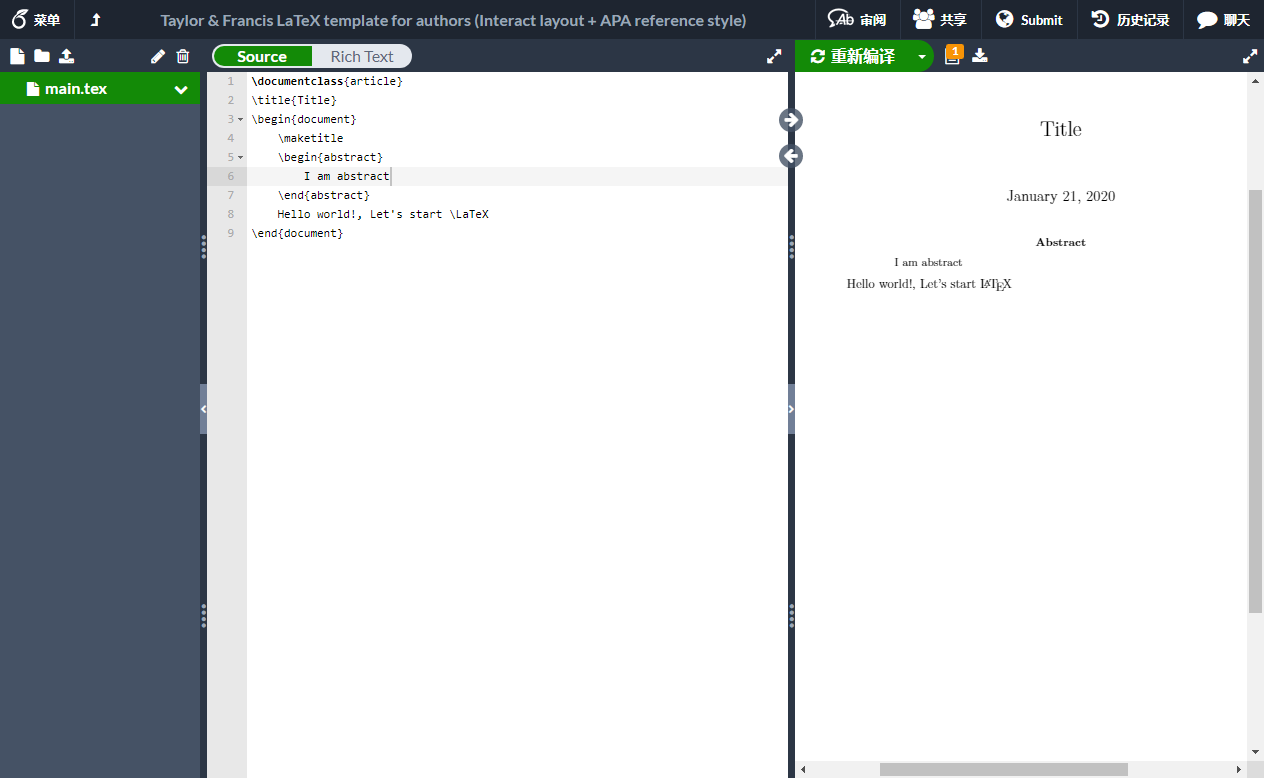 菜单
Taylor & Francis LaTeX template for authors (Interact layout + APA reference style)
Ab 审阅
共享
Submit
历史记录
聊天
Source
Rich Text
重新编译
1
main.tex
1 \documentclass{article}
2 \title{Title}
3 \begin{document}
4 \maketitle
5 \begin{abstract}
6 I am abstract
7 \end{abstract}
8 Hello world!, Let's start \LaTeX
9 \end{document}
Title
January 21, 2020
Abstract
I am abstract
Hello world!, Let's start LATEX